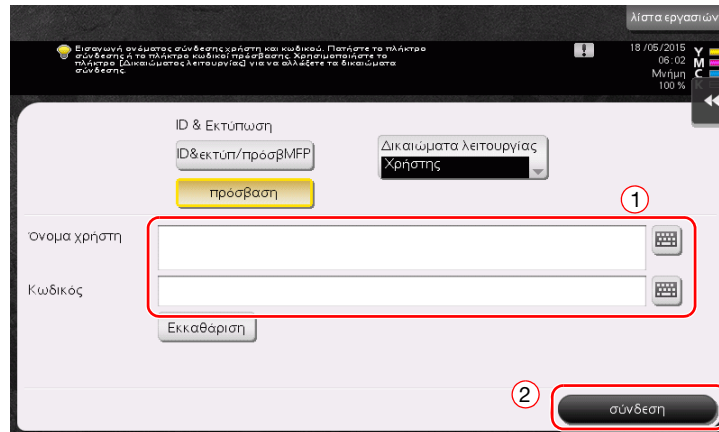 λίστα εργασιών
Εισαγωγή ονόματος σύνδεσης χρήστη και κωδικού. Πατήστε το πλήκτρο
σύνδεσης ή το πλήκτρο κωδικοί πρόσβασης. Χρησιμοποιήστε το
πλήκτρο [Δικαιώματος λειτουργίας] για να αλλάξετε τα δικαιώματα
σύνδεσης.
18/05/2015
06:02
Μνήμη
100 %
Y
M
C
K
ID & Εκτύπωση
ID&εκτύπ/πρόσβMFP
πρόσβαση
Δικαιώματα λειτουργίας
Χρήστης
1
Όνομα χρήστη
Κωδικός
Εκκαθάριση
2
σύνδεση